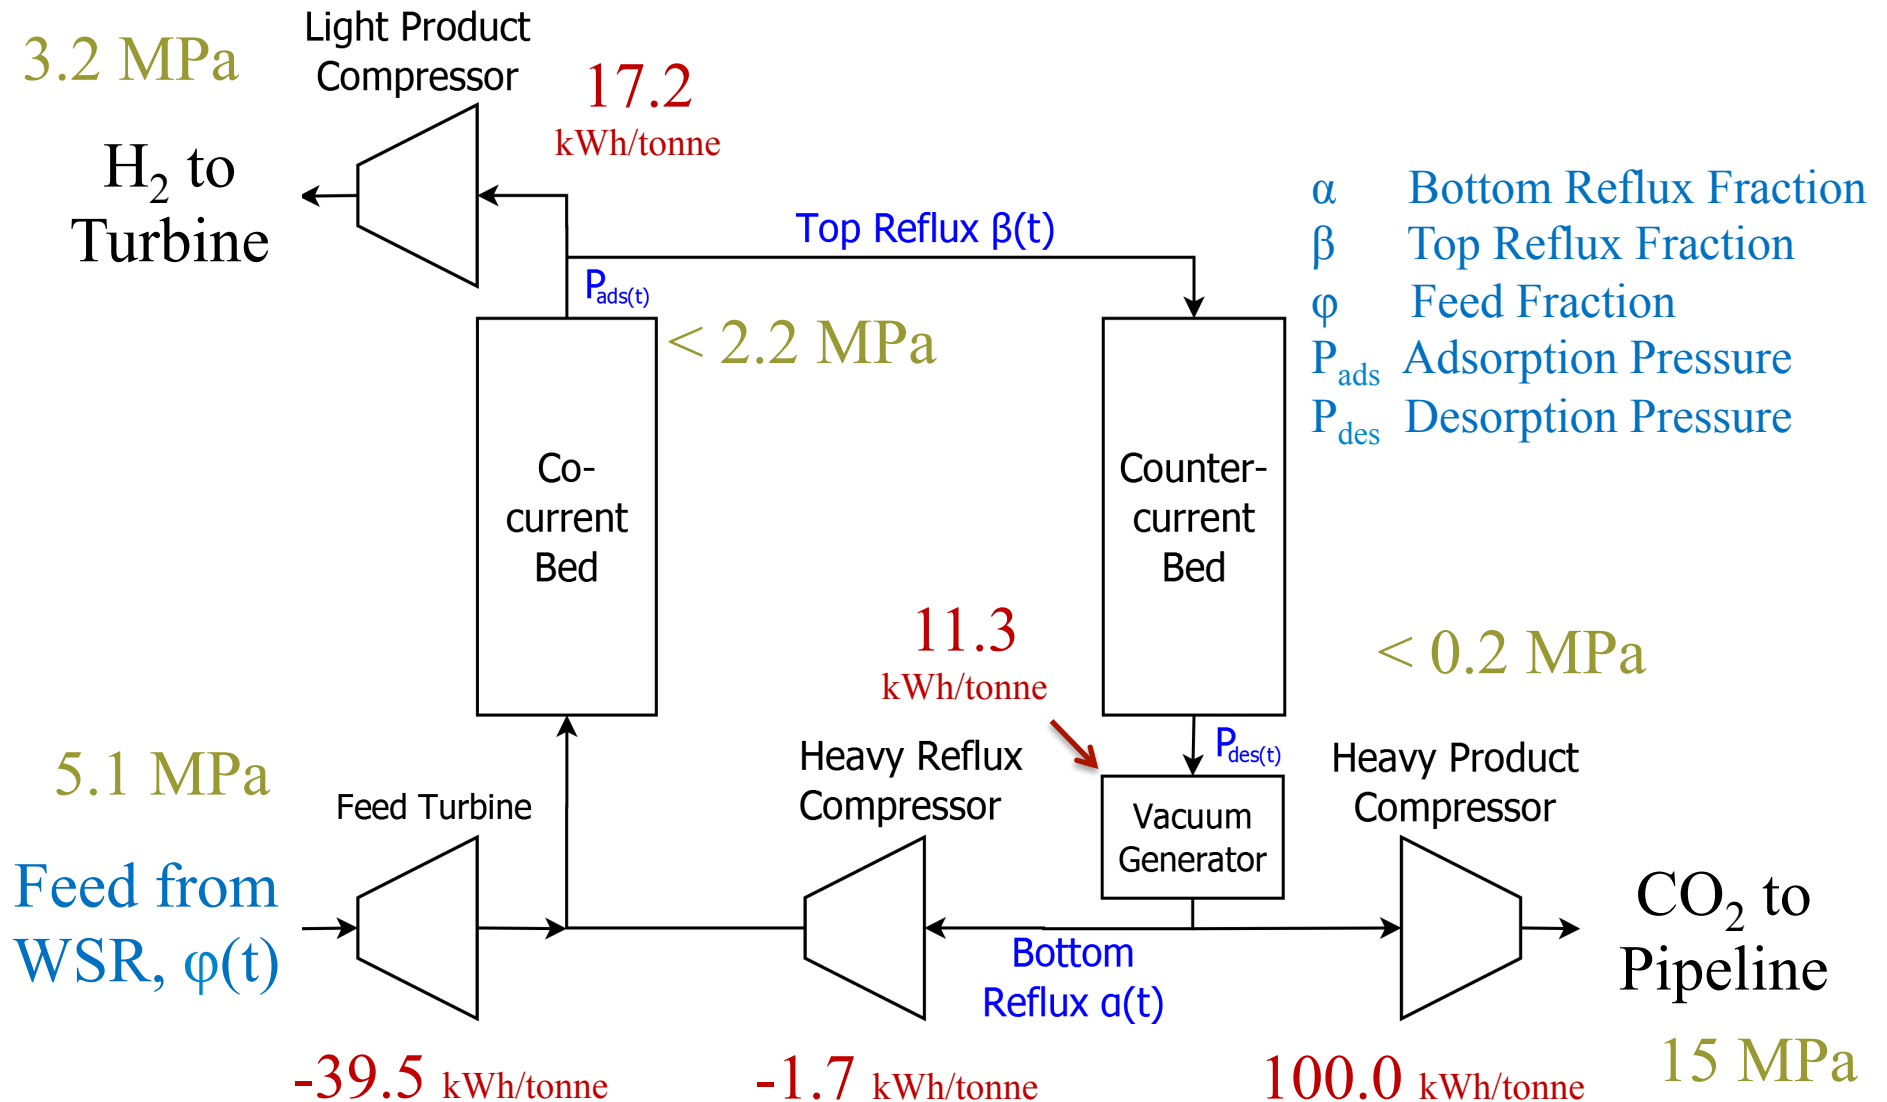 Light Product
Compressor
3.2 MPa
17.2
kWh/tonne
H₂ to
Turbine
Top Reflux β(t)
Pads(t)
α Bottom Reflux Fraction
β Top Reflux Fraction
φ Feed Fraction
Pads Adsorption Pressure
Pdes Desorption Pressure
< 2.2 MPa
Co-
current
Bed
Counter-
current
Bed
11.3
kWh/tonne
< 0.2 MPa
Pdes(t)
5.1 MPa
Feed Turbine
Heavy Reflux
Compressor
Vacuum
Generator
Heavy Product
Compressor
Feed from
WSR, φ(t)
Bottom
Reflux α(t)
CO₂ to
Pipeline
-39.5 kWh/tonne
-1.7 kWh/tonne
100.0 kWh/tonne
15 MPa